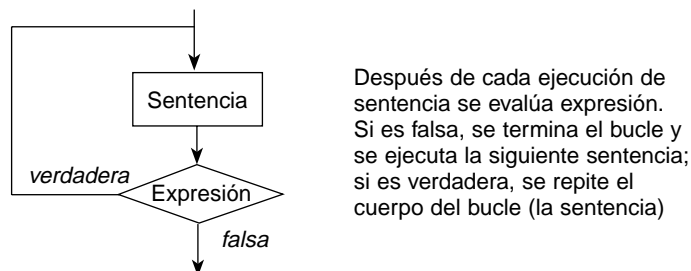 Sentencia
verdadera
Expresión
falsa
Después de cada ejecución de
sentencia se evalúa expresión.
Si es falsa, se termina el bucle y
se ejecuta la siguiente sentencia;
si es verdadera, se repite el
cuerpo del bucle (la sentencia)